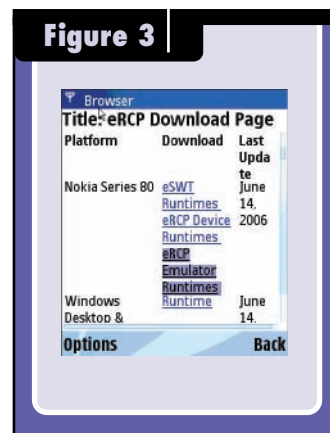 Figure 3
Browser
Title: eRCP Download Page
Platform Download Last
Upda
te
Nokia Series 80 eSWT June
Runtimes 14,
eRCP Device 2006
Runtimes
eRCP
Emulator
Runtimes
Windows Runtime June
Desktop & 14,
Options Back